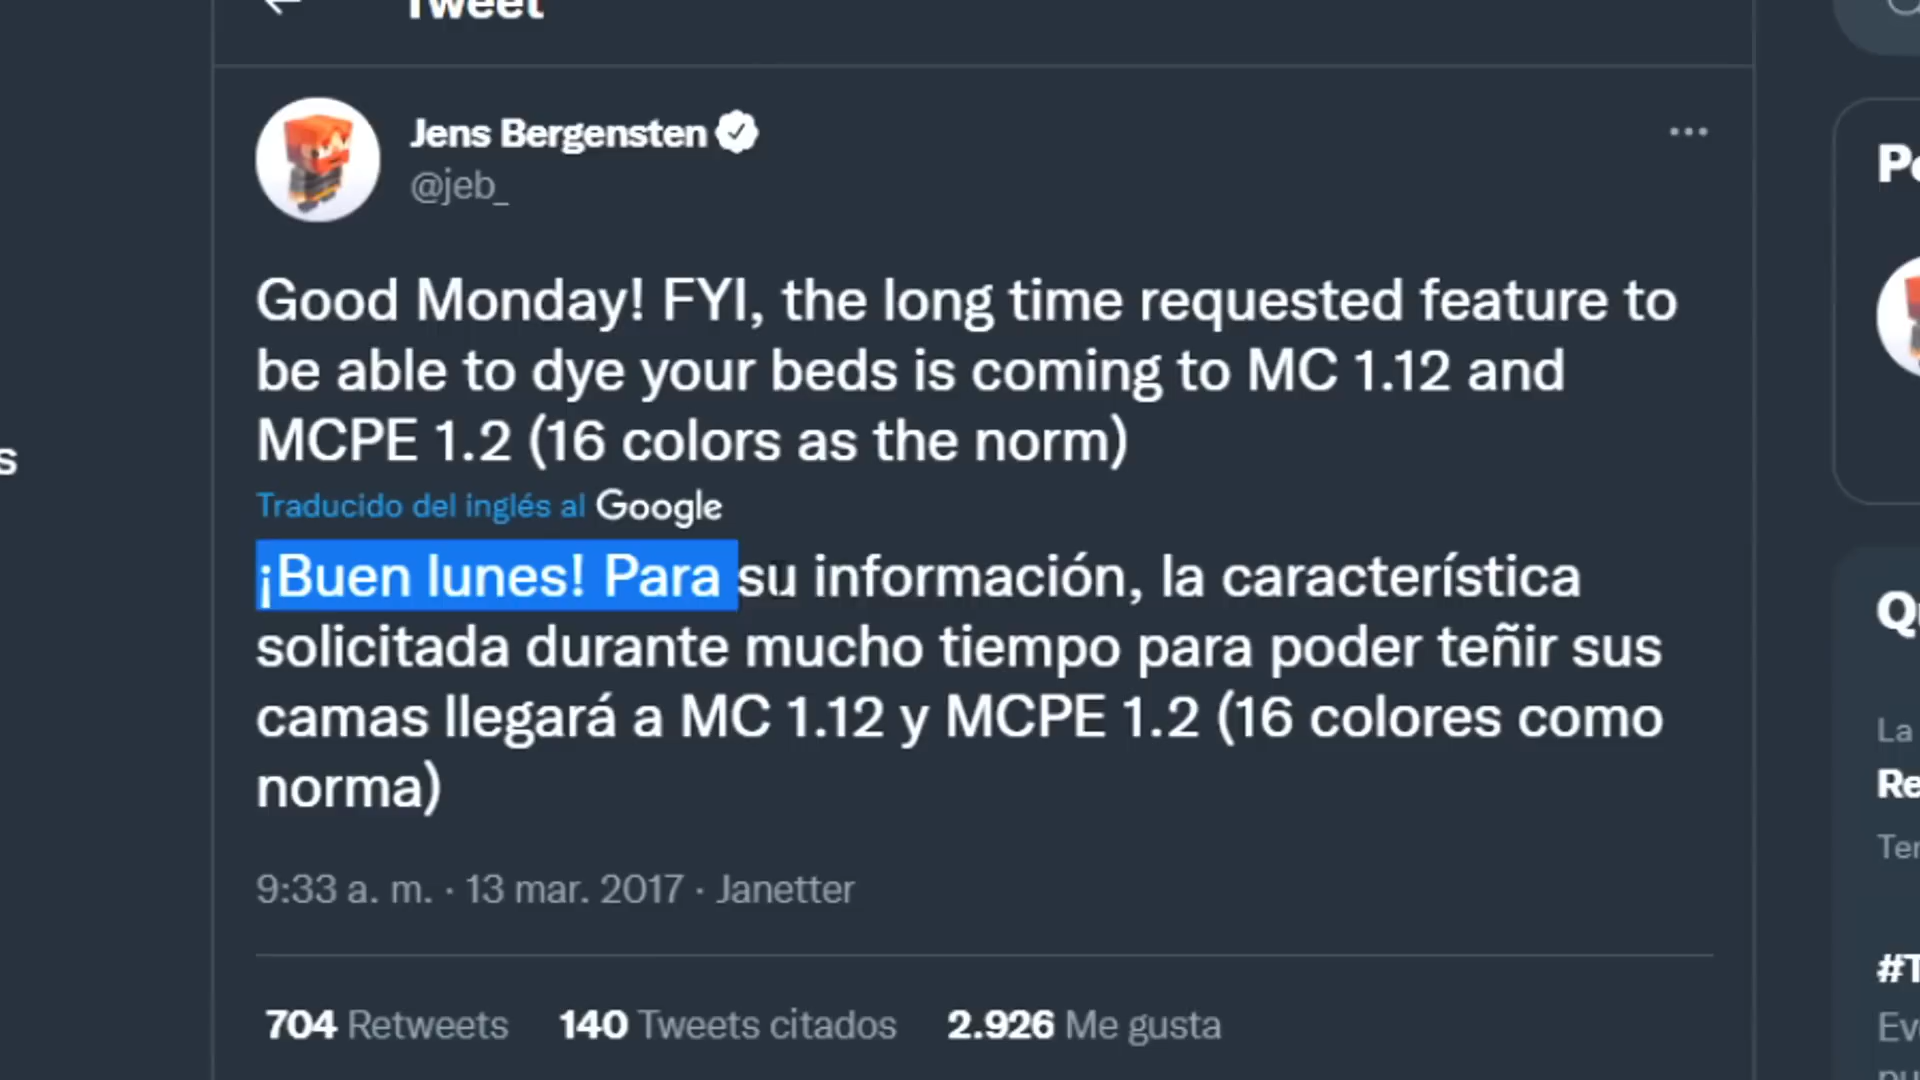 Tweet
Jens Bergensten
@jeb_
Good Monday! FYI, the long time requested feature to
be able to dye your beds is coming to MC 1.12 and
MCPE 1.2 (16 colors as the norm)
Traducido del inglés al Google
¡Buen lunes! Para su información, la característica
solicitada durante mucho tiempo para poder teñir sus
camas llegará a MC 1.12 y MCPE 1.2 (16 colores como
norma)
9:33 a. m. · 13 mar. 2017 · Janetter
704 Retweets 140 Tweets citados 2.926 Me gusta
La